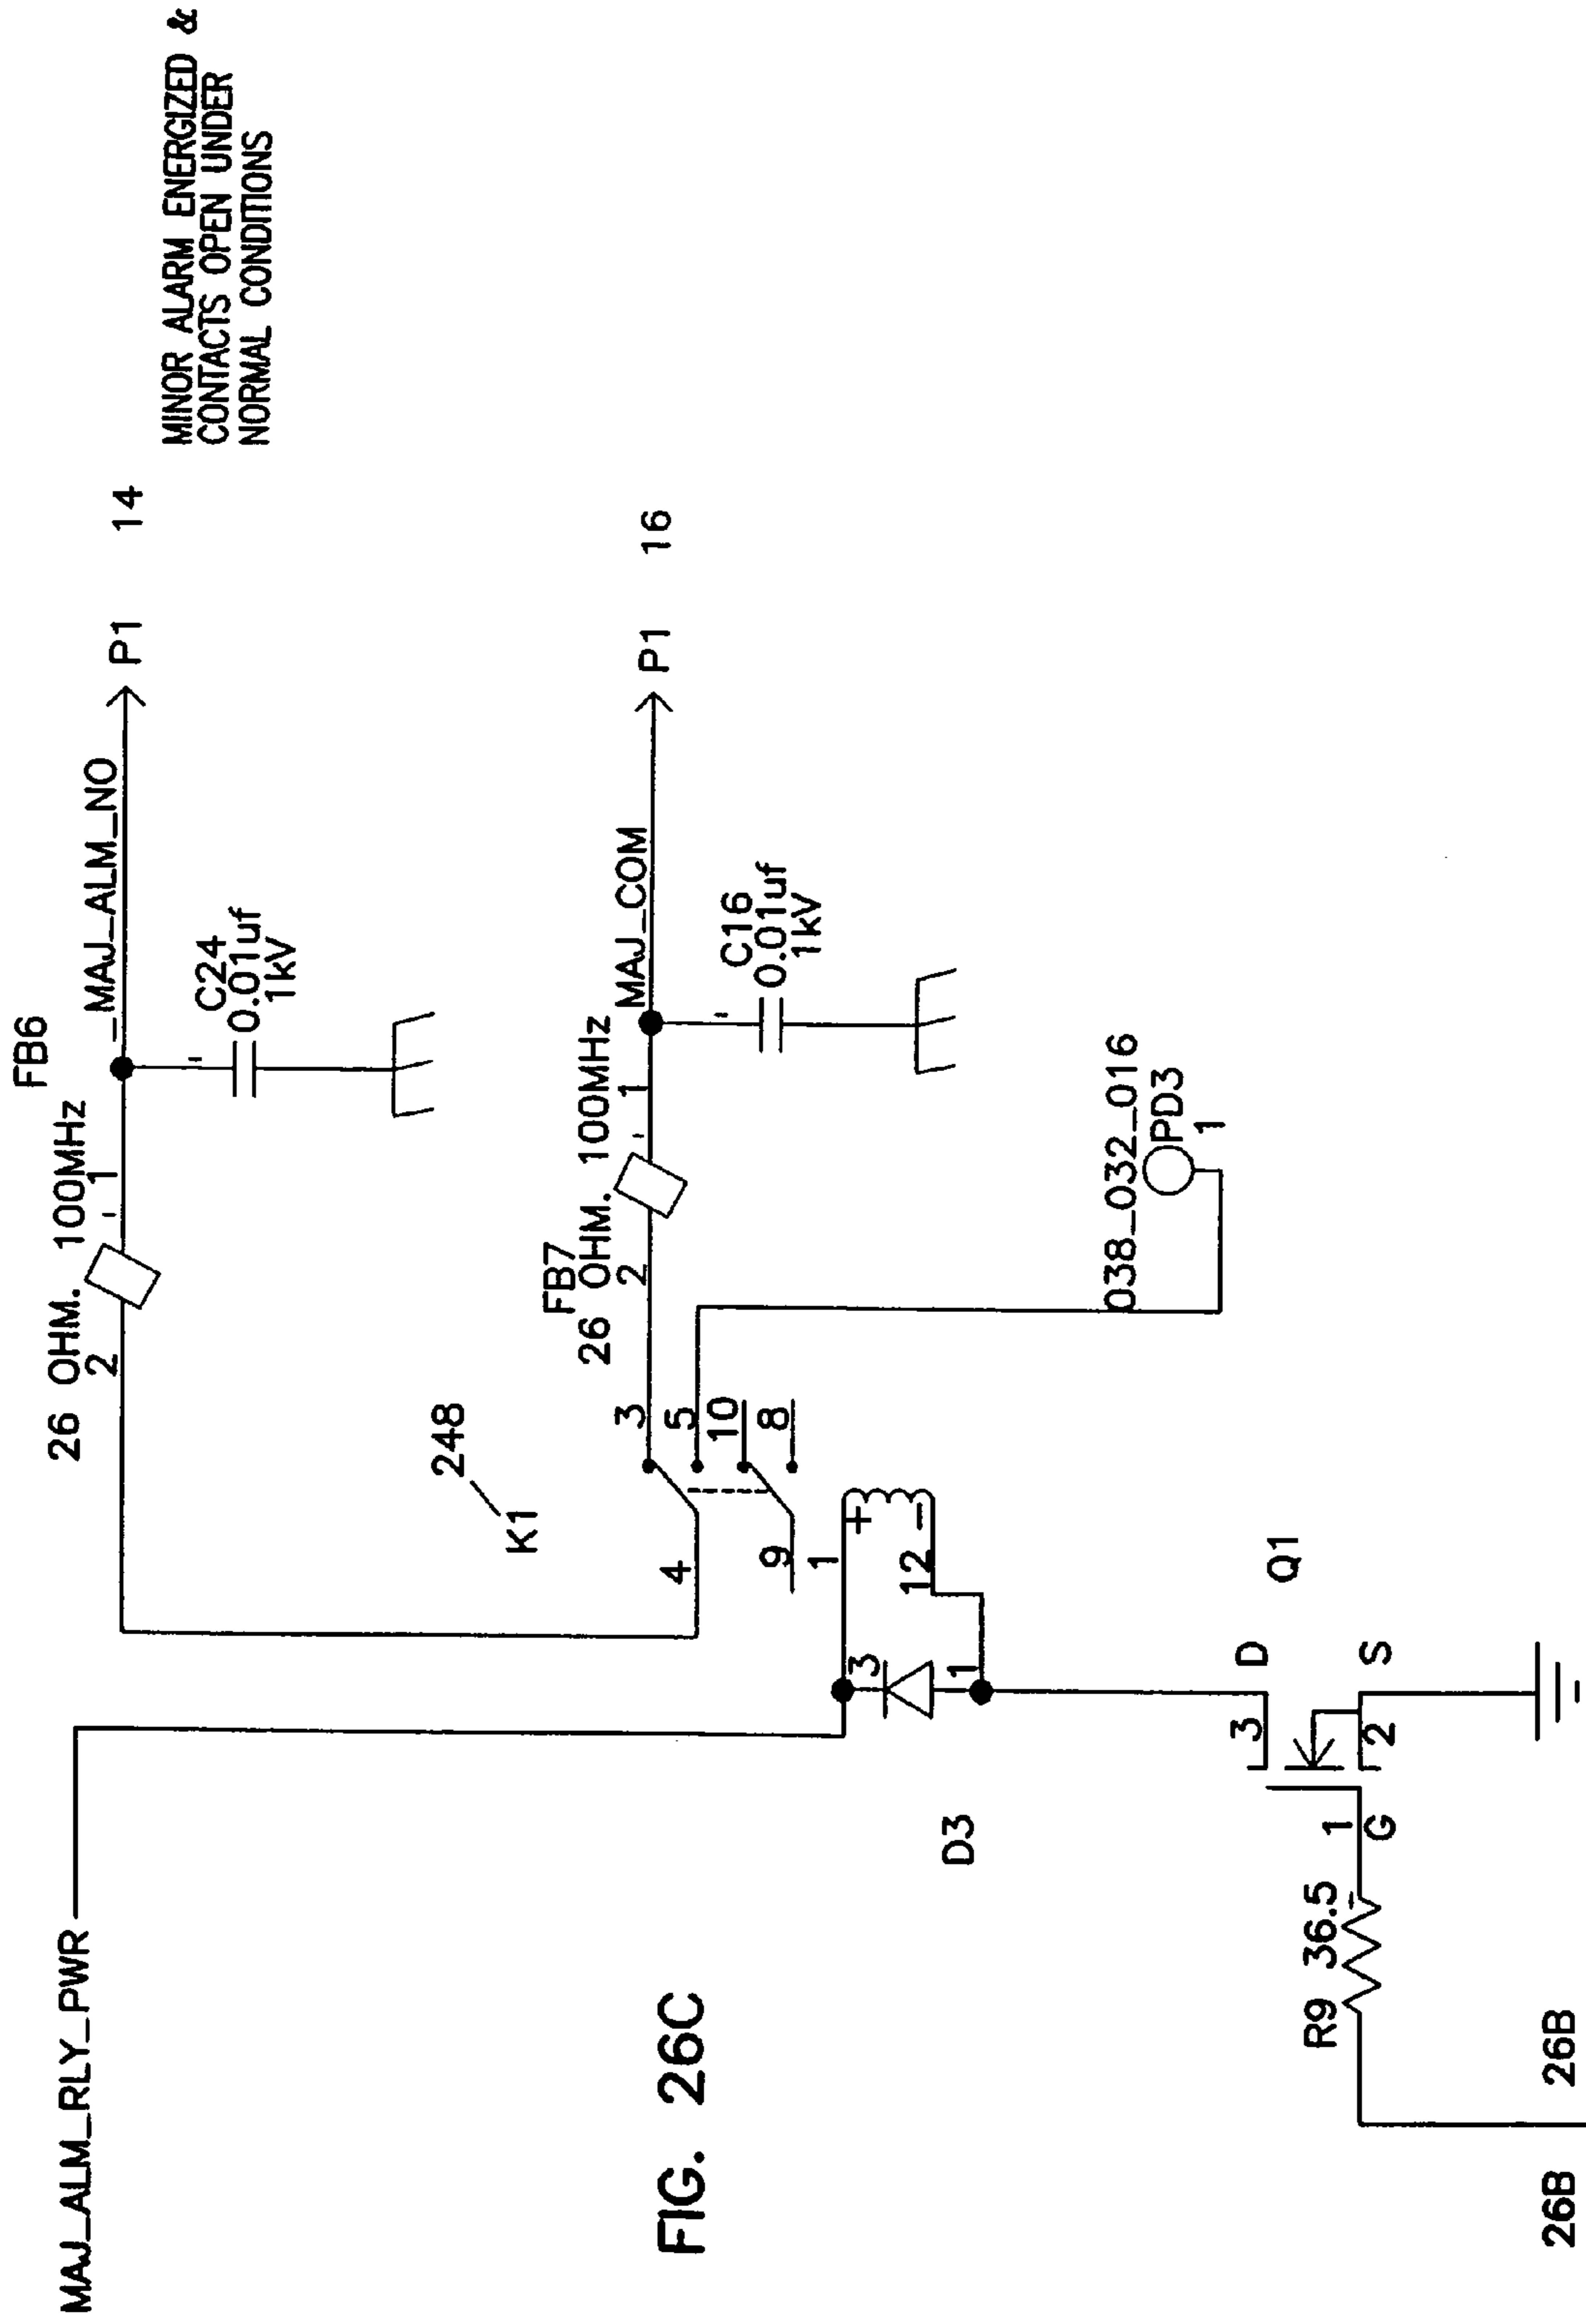 MAJ_ALM_RLY_PWR
26 OHM. 100MHz
FB6
2
1
_MAJ_ALM_NO
P1
14
C24
0.01uf
1kV
MINOR ALARM ENERGIZED &
CONTACTS OPEN UNDER
NORMAL CONDITIONS
248
K1
FB7
26 OHM. 100MHz
2
1
MAJ_COM
P1
16
C16
0.01uf
1kV
3
4
5
10
8
9
1
+
12
–
3
1
D3
038_032_016
PD3
1
Q1
D
3
S
2
1
G
R9 36.5
FIG. 26C
26B
26B